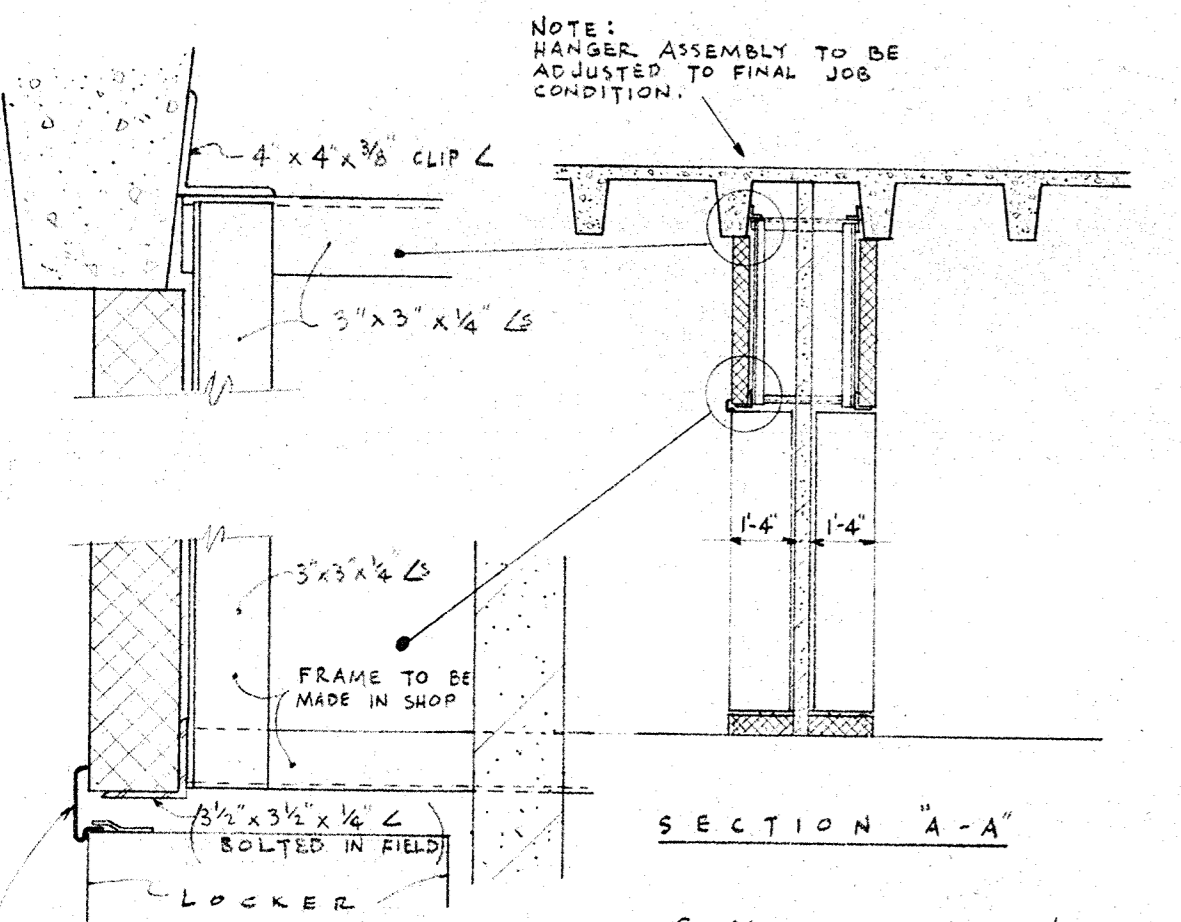 NOTE:
HANGER ASSEMBLY TO BE
ADJUSTED TO FINAL JOB
CONDITION.
4" x 4" x 3/8" CLIP ∠
3" x 3" x 1/4" ∠s
1'-4" 1'-4"
3" x 3" x 1/4" ∠s
FRAME TO BE
MADE IN SHOP
3 1/2" x 3 1/2" x 1/4" ∠
BOLTED IN FIELD
LOCKER
SECTION "A-A"